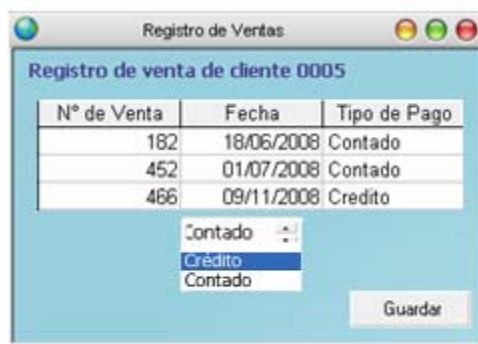 Registro de Ventas
Registro de venta de cliente 0005
N° de Venta Fecha Tipo de Pago
182 18/06/2008 Contado
452 01/07/2008 Contado
466 09/11/2008 Credito
Contado
Crédito
Contado
Guardar